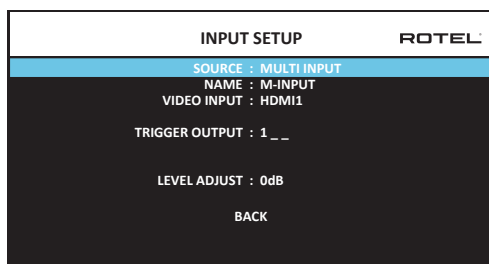 INPUT SETUP ROTEL
SOURCE : MULTI INPUT
NAME : M-INPUT
VIDEO INPUT : HDMI1
TRIGGER OUTPUT : 1 _ _
LEVEL ADJUST : 0dB
BACK